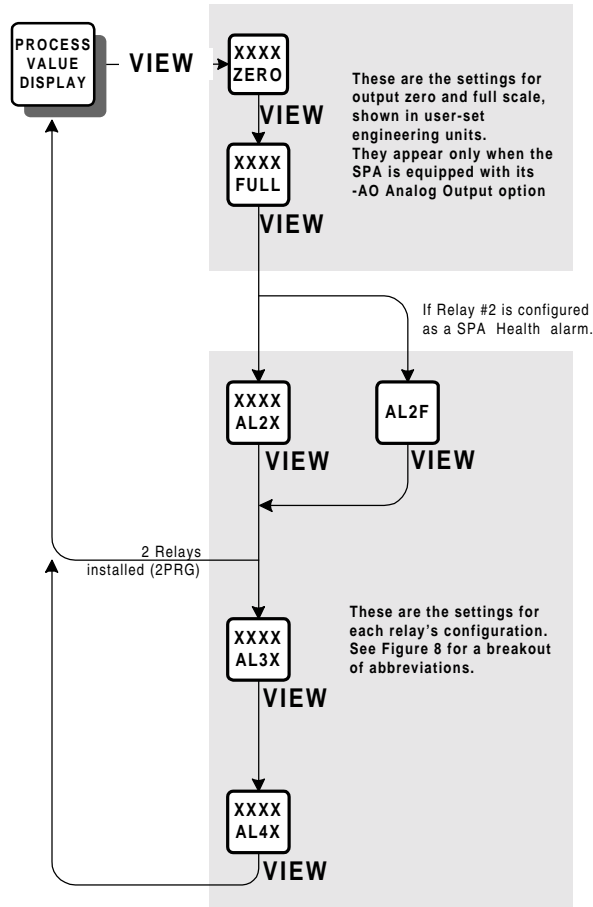 PROCESS
VALUE
DISPLAY
VIEW
XXXX
ZERO
VIEW
XXXX
FULL
VIEW
These are the settings for
output zero and full scale,
shown in user-set
engineering units.
They appear only when the
SPA is equipped with its
-AO Analog Output option
If Relay #2 is configured
as a SPA Health alarm.
XXXX
AL2X
VIEW
AL2F
VIEW
2 Relays
installed (2PRG)
These are the settings for
each relay's configuration.
See Figure 8 for a breakout
of abbreviations.
XXXX
AL3X
VIEW
XXXX
AL4X
VIEW